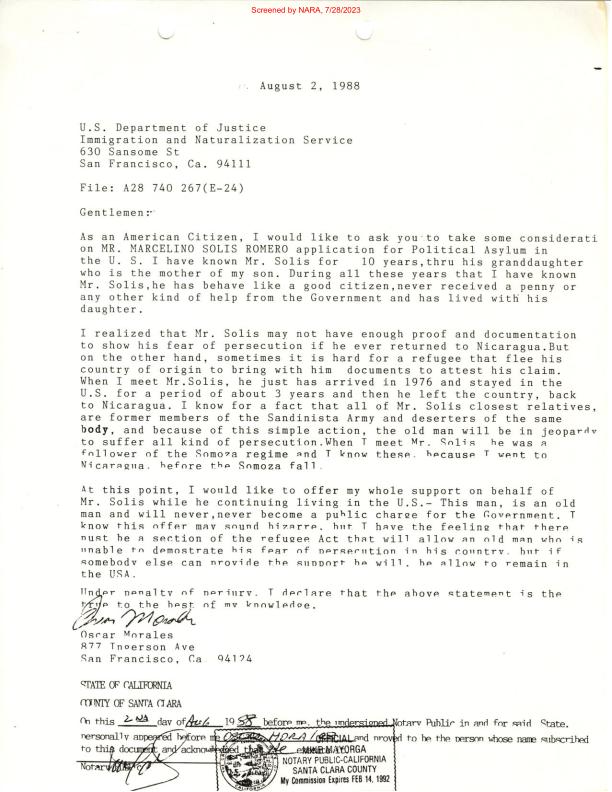 Screened by NARA, 7/28/2023
August 2, 1988
U.S. Department of Justice
Immigration and Naturalization Service
630 Sansome St
San Francisco, Ca. 94111
File: A28 740 267(E-24)
Gentlemen:
As an American Citizen, I would like to ask you to take some considerati
on MR. MARCELINO SOLIS ROMERO application for Political Asylum in
the U. S. I have known Mr. Solis for 10 years,thru his granddaughter
who is the mother of my son. During all these years that I have known
Mr. Solis,he has behave like a good citizen,never received a penny or
any other kind of help from the Government and has lived with his
daughter.
I realized that Mr. Solis may not have enough proof and documentation
to show his fear of persecution if he ever returned to Nicaragua.But
on the other hand, sometimes it is hard for a refugee that flee his
country of origin to bring with him documents to attest his claim.
When I meet Mr.Solis, he just has arrived in 1976 and stayed in the
U.S. for a period of about 3 years and then he left the country, back
to Nicaragua. I know for a fact that all of Mr. Solis closest relatives,
are former members of the Sandinista Army and deserters of the same
body, and because of this simple action, the old man will be in jeopardy
to suffer all kind of persecution.When I meet Mr. Solis he was a
follower of the Somoza regime and I know these, because I went to
Nicaragua, before the Somoza fall.
At this point, I would like to offer my whole support on behalf of
Mr. Solis while he continuing living in the U.S.- This man, is an old
man and will never,never become a public charge for the Government. I
know this offer may sound bizarre, but I have the feeling that there
must be a section of the refugee Act that will allow an old man who is
unable to demostrate his fear of persecution in his country, but if
somebody else can provide the support he will, be allow to remain in
the USA.
Under penalty of perjury, I declare that the above statement is the
true to the best of my knowledge.
Oscar Morales
Oscar Morales
877 Ingerson Ave
San Francisco, Ca 94124
STATE OF CALIFORNIA
COUNTY OF SANTA CLARA
On this 2nd day of Aug 1988 before me, the undersigned Notary Public in and for said State,
personally appeared before me OSCAR MORALES and proved to be the person whose name subscribed
to this document and acknowledged that he
Notary Public
OFFICIAL
MIKE MAYORGA
NOTARY PUBLIC-CALIFORNIA
SANTA CLARA COUNTY
My Commission Expires FEB 14, 1992